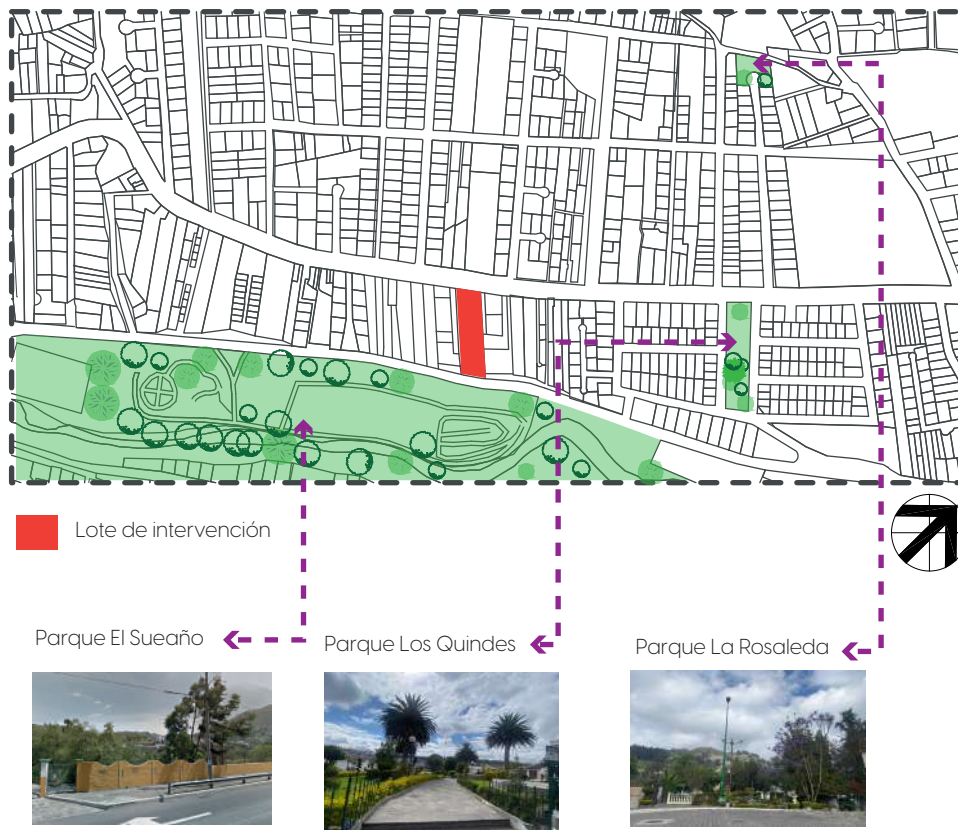 Lote de intervención
Parque El Sueaño
Parque Los Quindes
Parque La Rosaleda